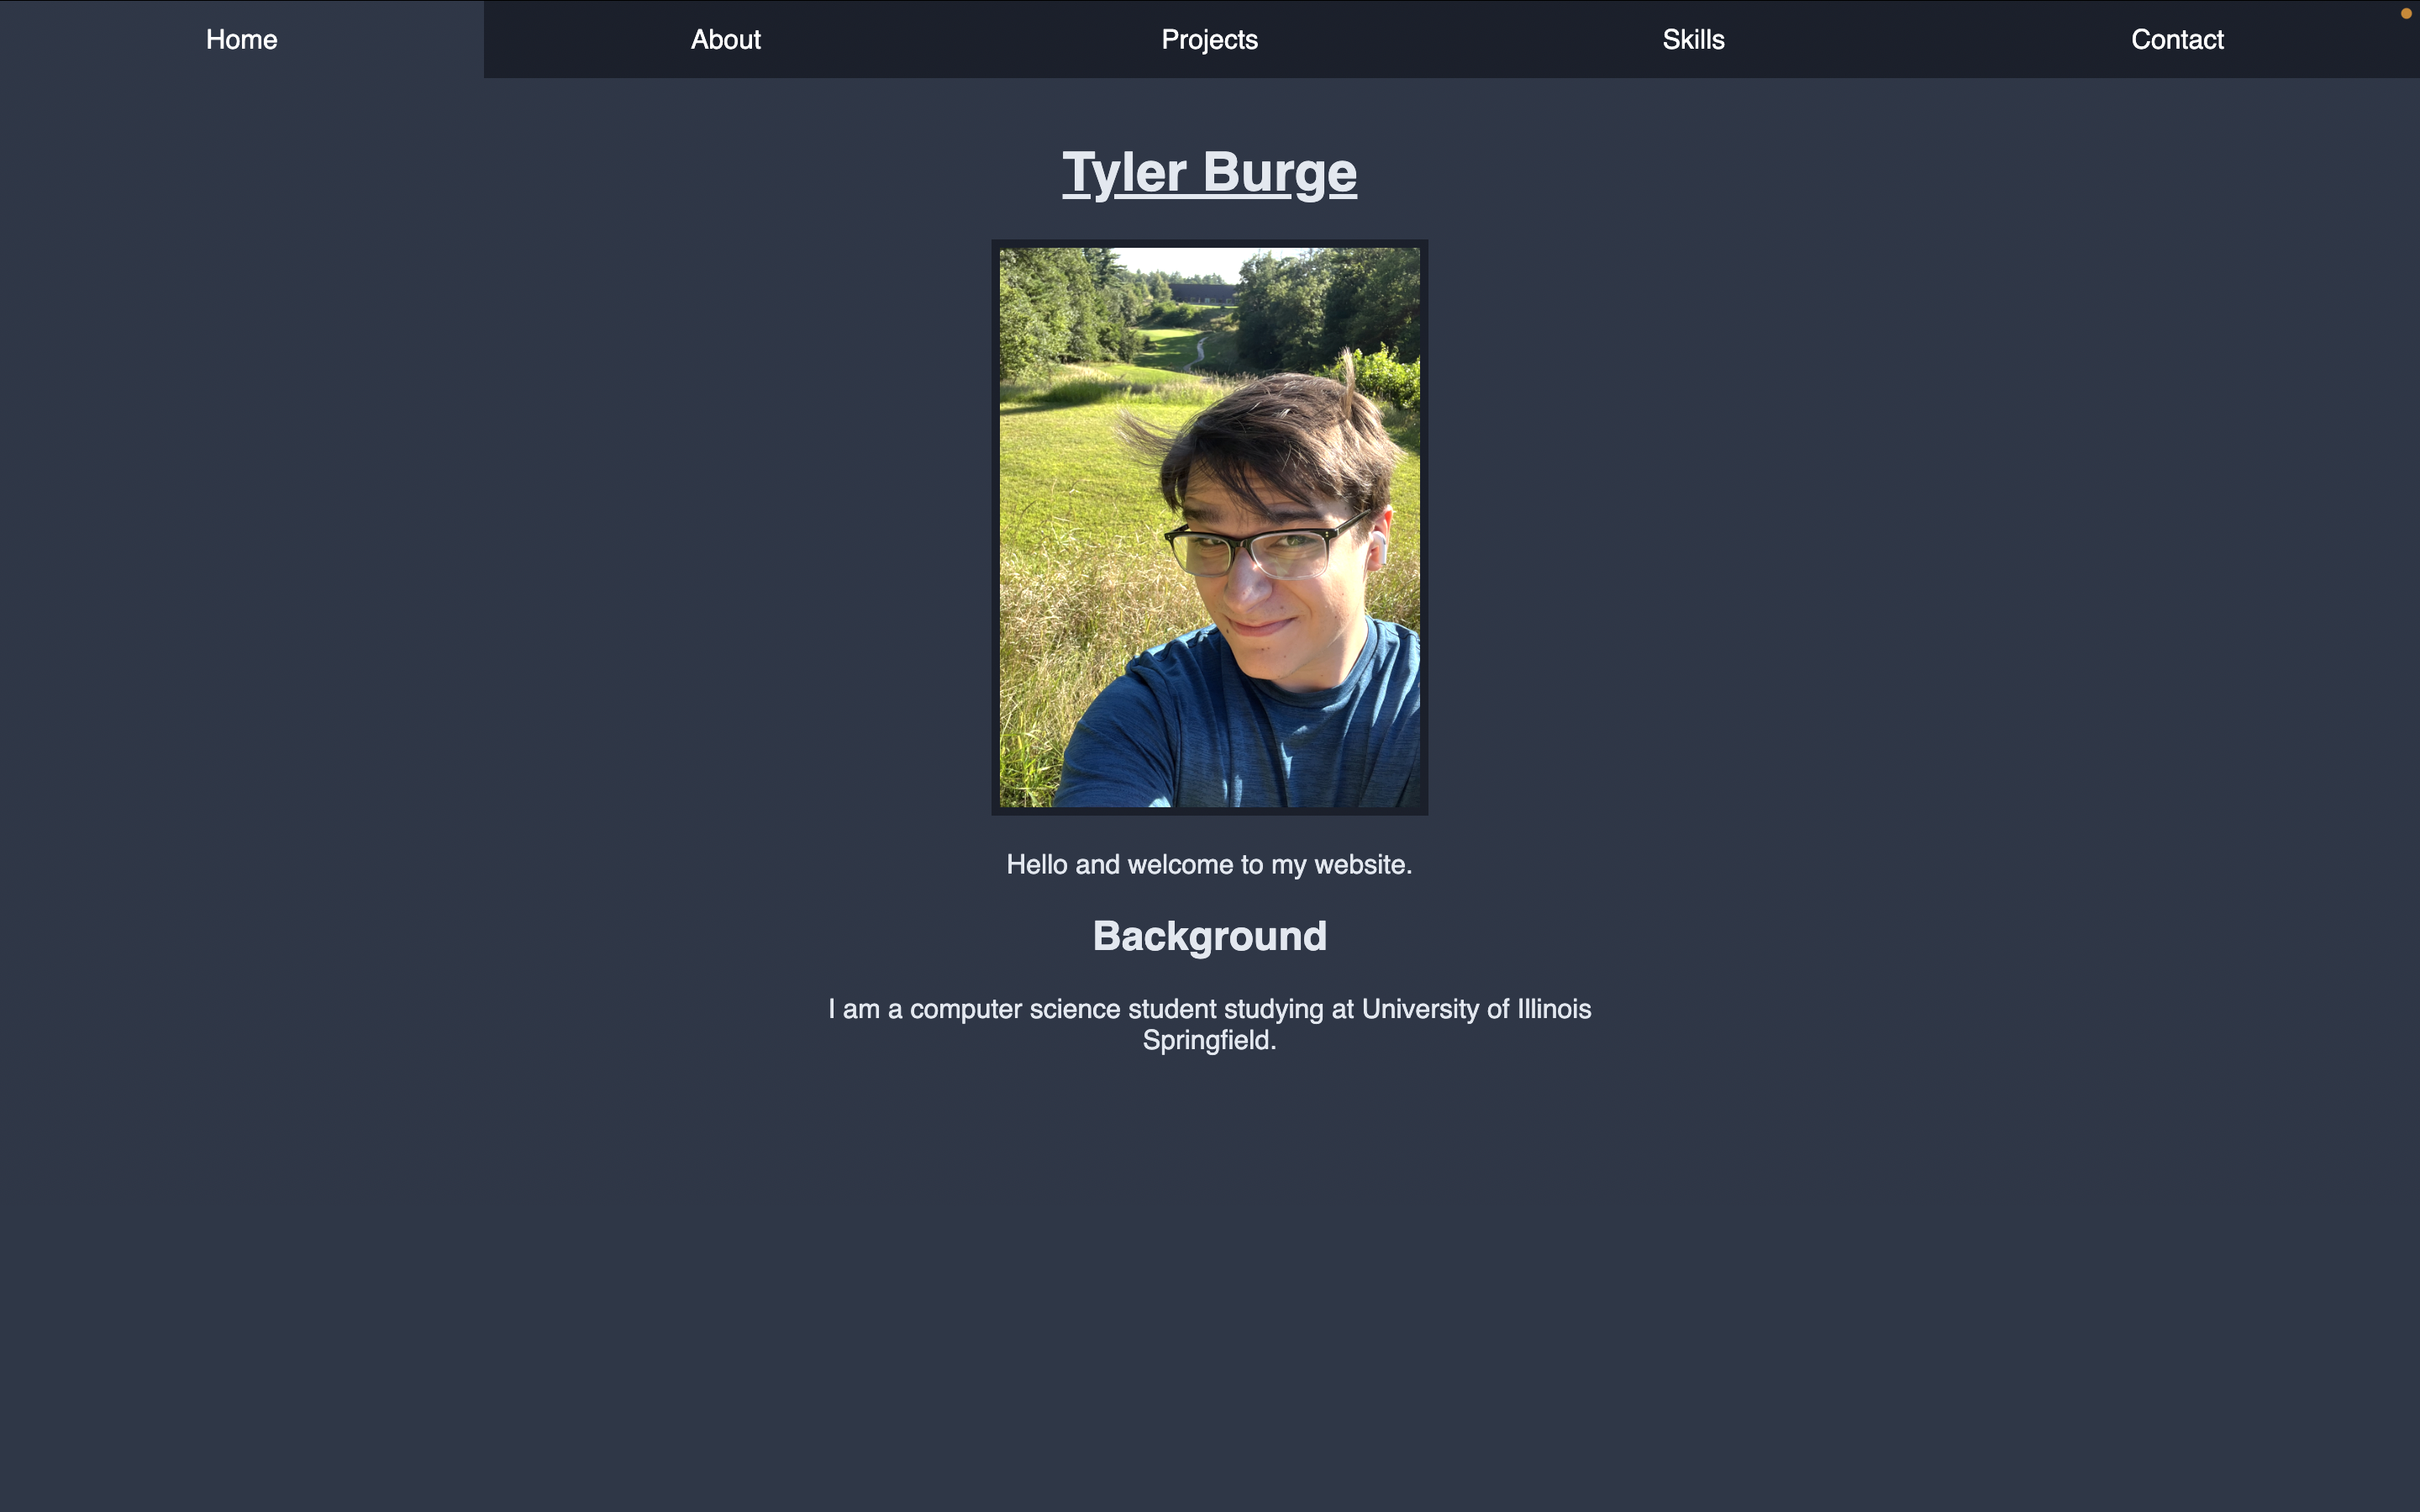 Home About Projects Skills Contact
Tyler Burge
Hello and welcome to my website.
Background
I am a computer science student studying at University of Illinois
Springfield.